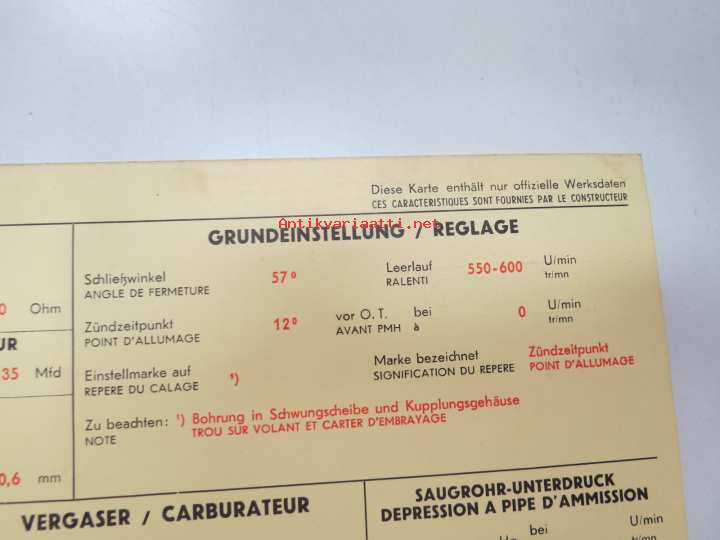 Diese Karte enthält nur offizielle Werksdaten
CES CARACTERISTIQUES SONT FOURNIES PAR LE CONSTRUCTEUR
Antikvariaatti.net
GRUNDEINSTELLUNG / REGLAGE
Schließwinkel 57° Leerlauf 550-600 U/min
ANGLE DE FERMETURE RALENTI tr/mn
0 Ohm
Zündzeitpunkt 12° vor O. T. bei 0 U/min
POINT D'ALLUMAGE AVANT PMH à tr/mn
UR
35 Mfd
Einstellmarke auf ¹) Marke bezeichnet Zündzeitpunkt
REPERE DU CALAGE SIGNIFICATION DU REPERE POINT D'ALLUMAGE
Zu beachten: ¹) Bohrung in Schwungscheibe und Kupplungsgehäuse
NOTE TROU SUR VOLANT ET CARTER D'EMBRAYAGE
0,6 mm
VERGASER / CARBURATEUR
SAUGROHR-UNTERDRUCK
DEPRESSION A PIPE D'AMMISSION
bei U/min
tr/mn